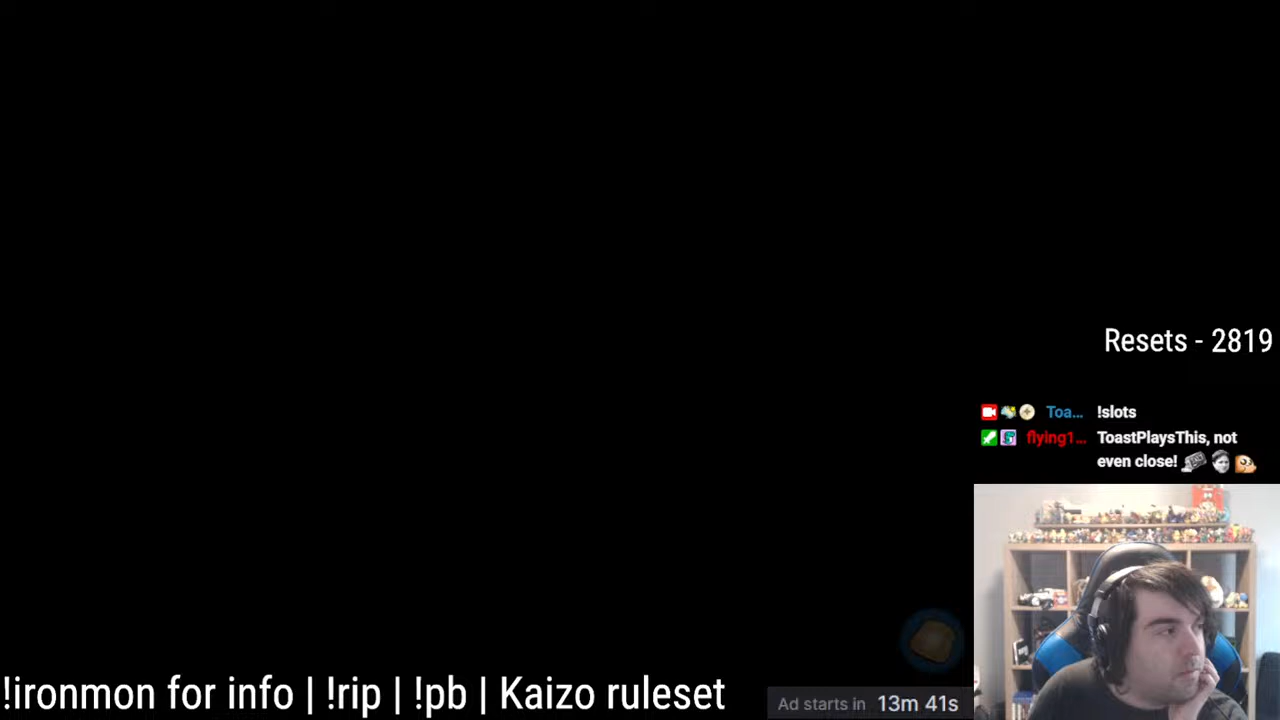 Resets - 2819
Toa... !slots
flying1... ToastPlaysThis, not
even close!
!ironmon for info | !rip | !pb | Kaizo ruleset
Ad starts in 13m 41s